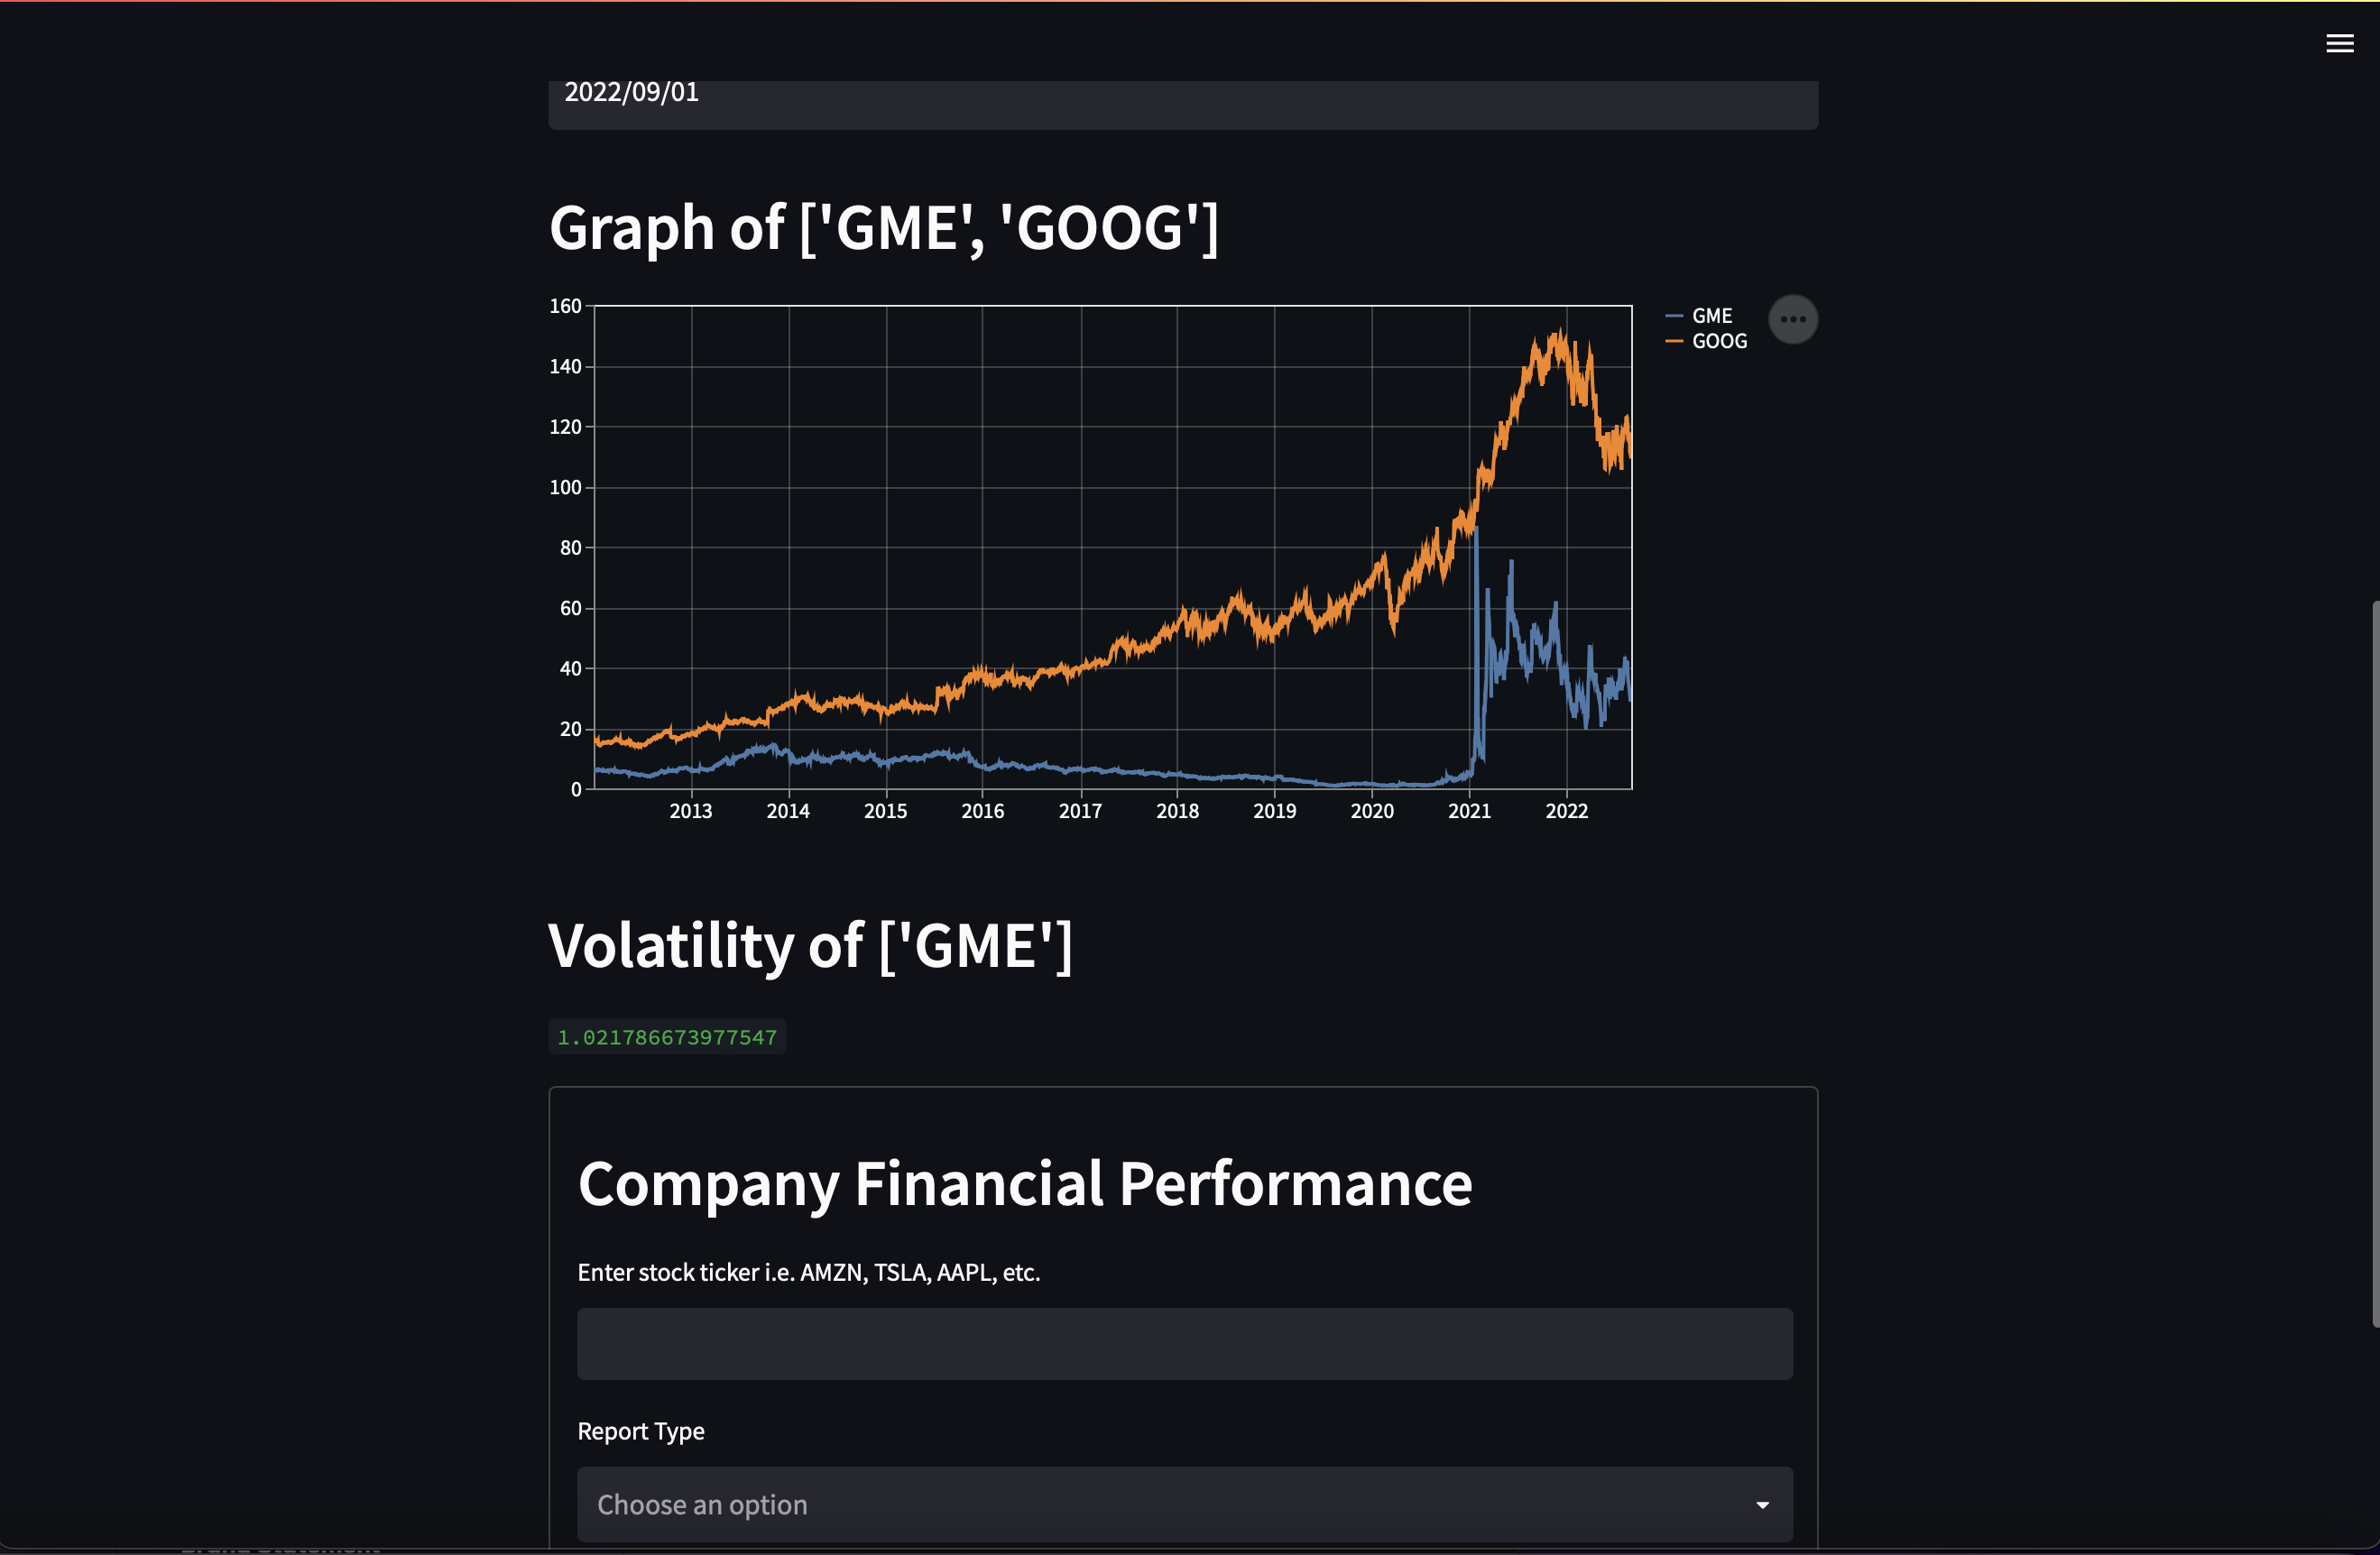 2022/09/01
Graph of ['GME', 'GOOG']
160
140
120
100
80
60
40
20
0
2013 2014 2015 2016 2017 2018 2019 2020 2021 2022
GME
GOOG
Volatility of ['GME']
1.021786673977547
Company Financial Performance
Enter stock ticker i.e. AMZN, TSLA, AAPL, etc.
Report Type
Choose an option